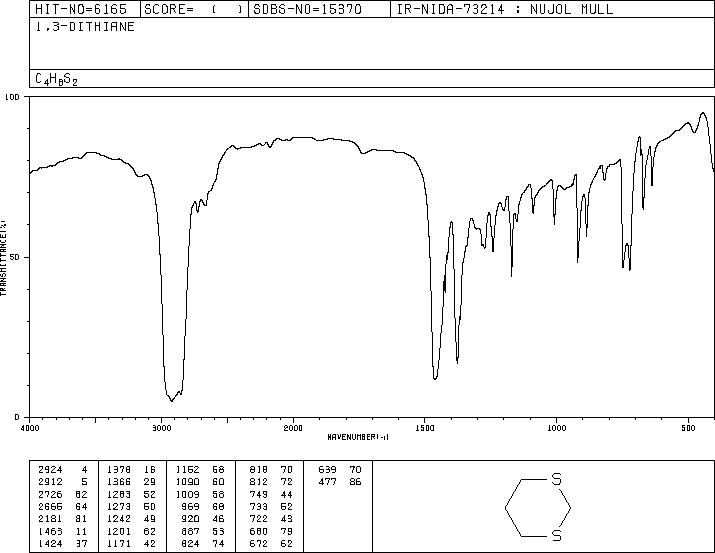 HIT-NO=6165 SCORE= ( ) SDBS-NO=15370 IR-NIDA-73214 : NUJOL MULL
1,3-DITHIANE
C4H8S2
100
TRANSMITTANCE(%)
50
0
4000 3000 2000 1500 1000 500
WAVENUMBER(-1)
2924 4 1378 16 1152 68 818 70 639 70
2912 5 1366 29 1090 60 812 72 477 86
2726 62 1283 52 1009 58 749 44
2665 64 1273 50 969 68 733 52
2181 81 1242 49 920 46 722 43
1463 11 1201 62 887 53 680 79
1424 37 1171 42 824 74 672 62
S
S